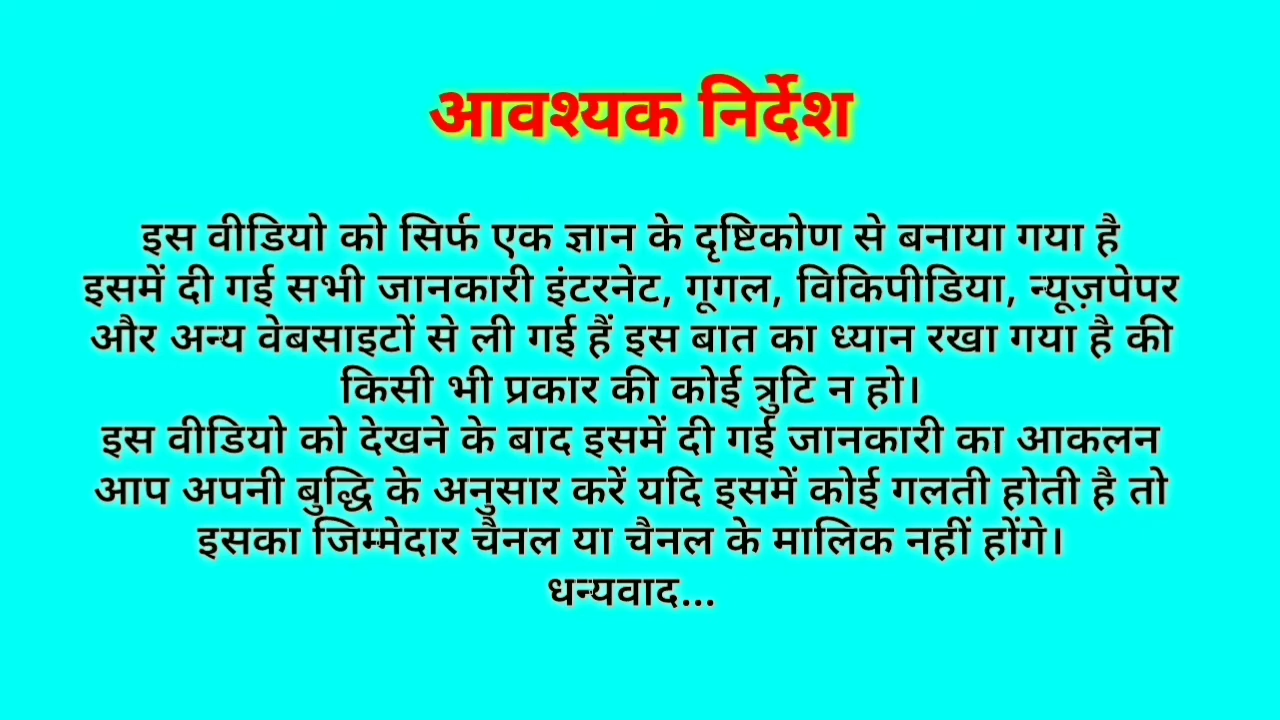 आवश्यक निर्देश
इस वीडियो को सिर्फ एक ज्ञान के दृष्टिकोण से बनाया गया है
इसमें दी गई सभी जानकारी इंटरनेट, गूगल, विकिपीडिया, न्यूज़पेपर
और अन्य वेबसाइटों से ली गई हैं इस बात का ध्यान रखा गया है की
किसी भी प्रकार की कोई त्रुटि न हो।
इस वीडियो को देखने के बाद इसमें दी गई जानकारी का आकलन
आप अपनी बुद्धि के अनुसार करें यदि इसमें कोई गलती होती है तो
इसका जिम्मेदार चैनल या चैनल के मालिक नहीं होंगे।
धन्यवाद...